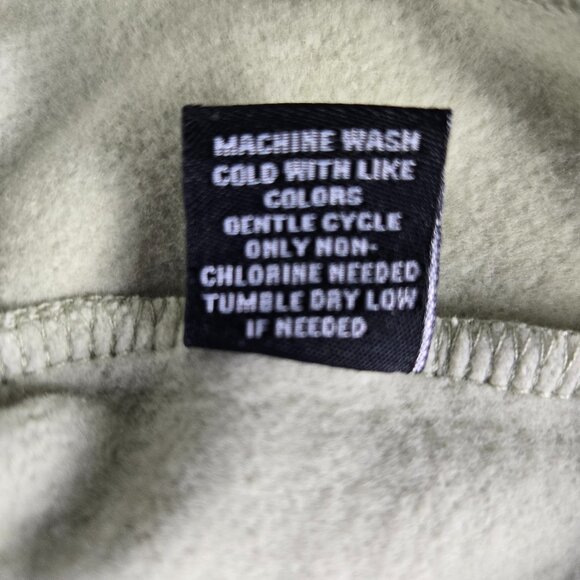 MACHINE WASH
COLD WITH LIKE
COLORS
GENTLE CYCLE
ONLY NON-
CHLORINE NEEDED
TUMBLE DRY LOW
IF NEEDED